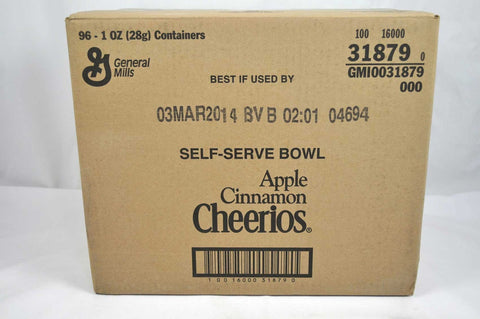 96 - 1 OZ (28g) Containers
100 16000
31879 0
GMI0031879
000
General
Mills
BEST IF USED BY
03MAR2014 BV B 02:01 04694
SELF-SERVE BOWL
Apple
Cinnamon
Cheerios®
1 00 16000 31879 0